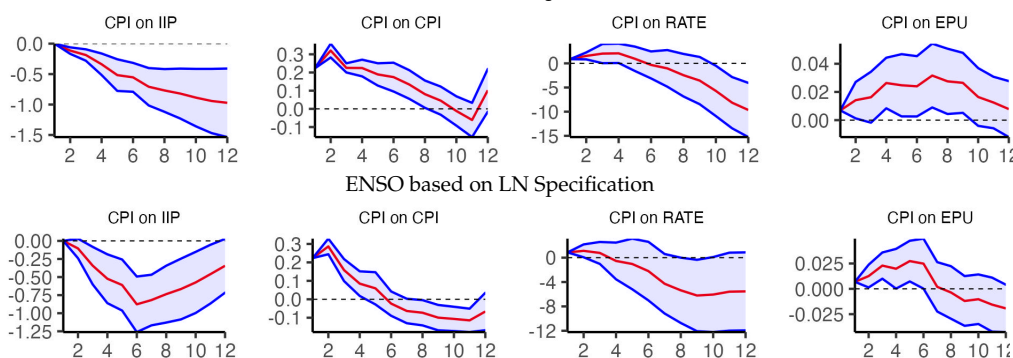 CPI on IIP CPI on CPI CPI on RATE CPI on EPU
0.0 -0.5 -1.0 -1.5
0.3 0.2 0.1 0.0 -0.1
0 -5 -10 -15
0.04 0.02 0.00
2 4 6 8 10 12 2 4 6 8 10 12 2 4 6 8 10 12 2 4 6 8 10 12
ENSO based on LN Specification
CPI on IIP CPI on CPI CPI on RATE CPI on EPU
0.00 -0.25 -0.50 -0.75 -1.00 -1.25
0.3 0.2 0.1 0.0 -0.1
0 -4 -8 -12
0.025 0.000 -0.025
2 4 6 8 10 12 2 4 6 8 10 12 2 4 6 8 10 12 2 4 6 8 10 12